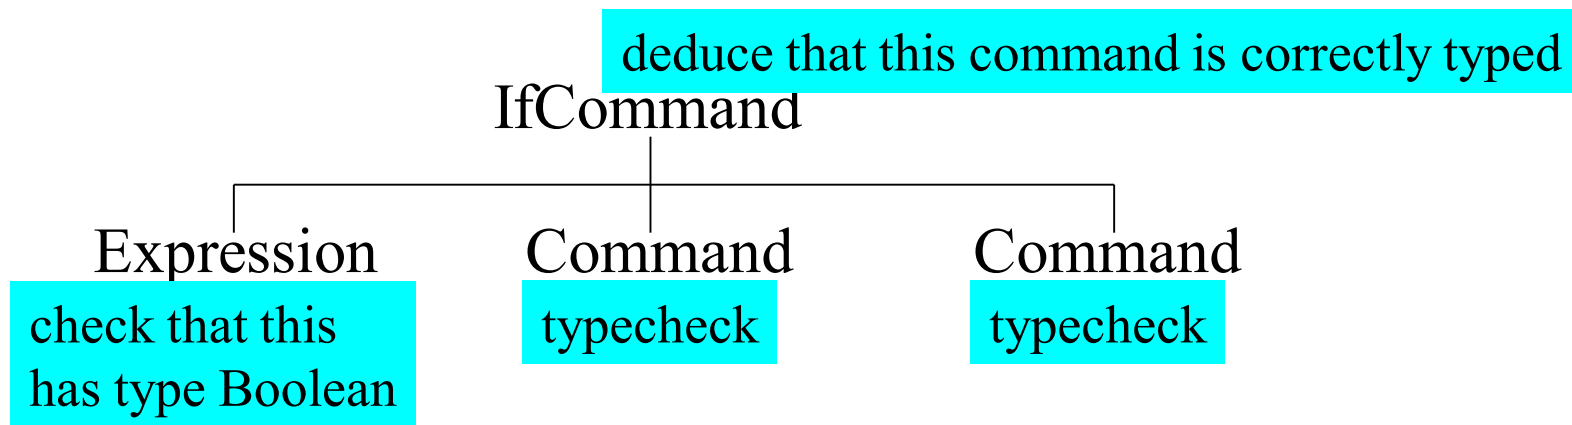 deduce that this command is correctly typed
IfCommand
Expression
Command
Command
check that this
has type Boolean
typecheck
typecheck